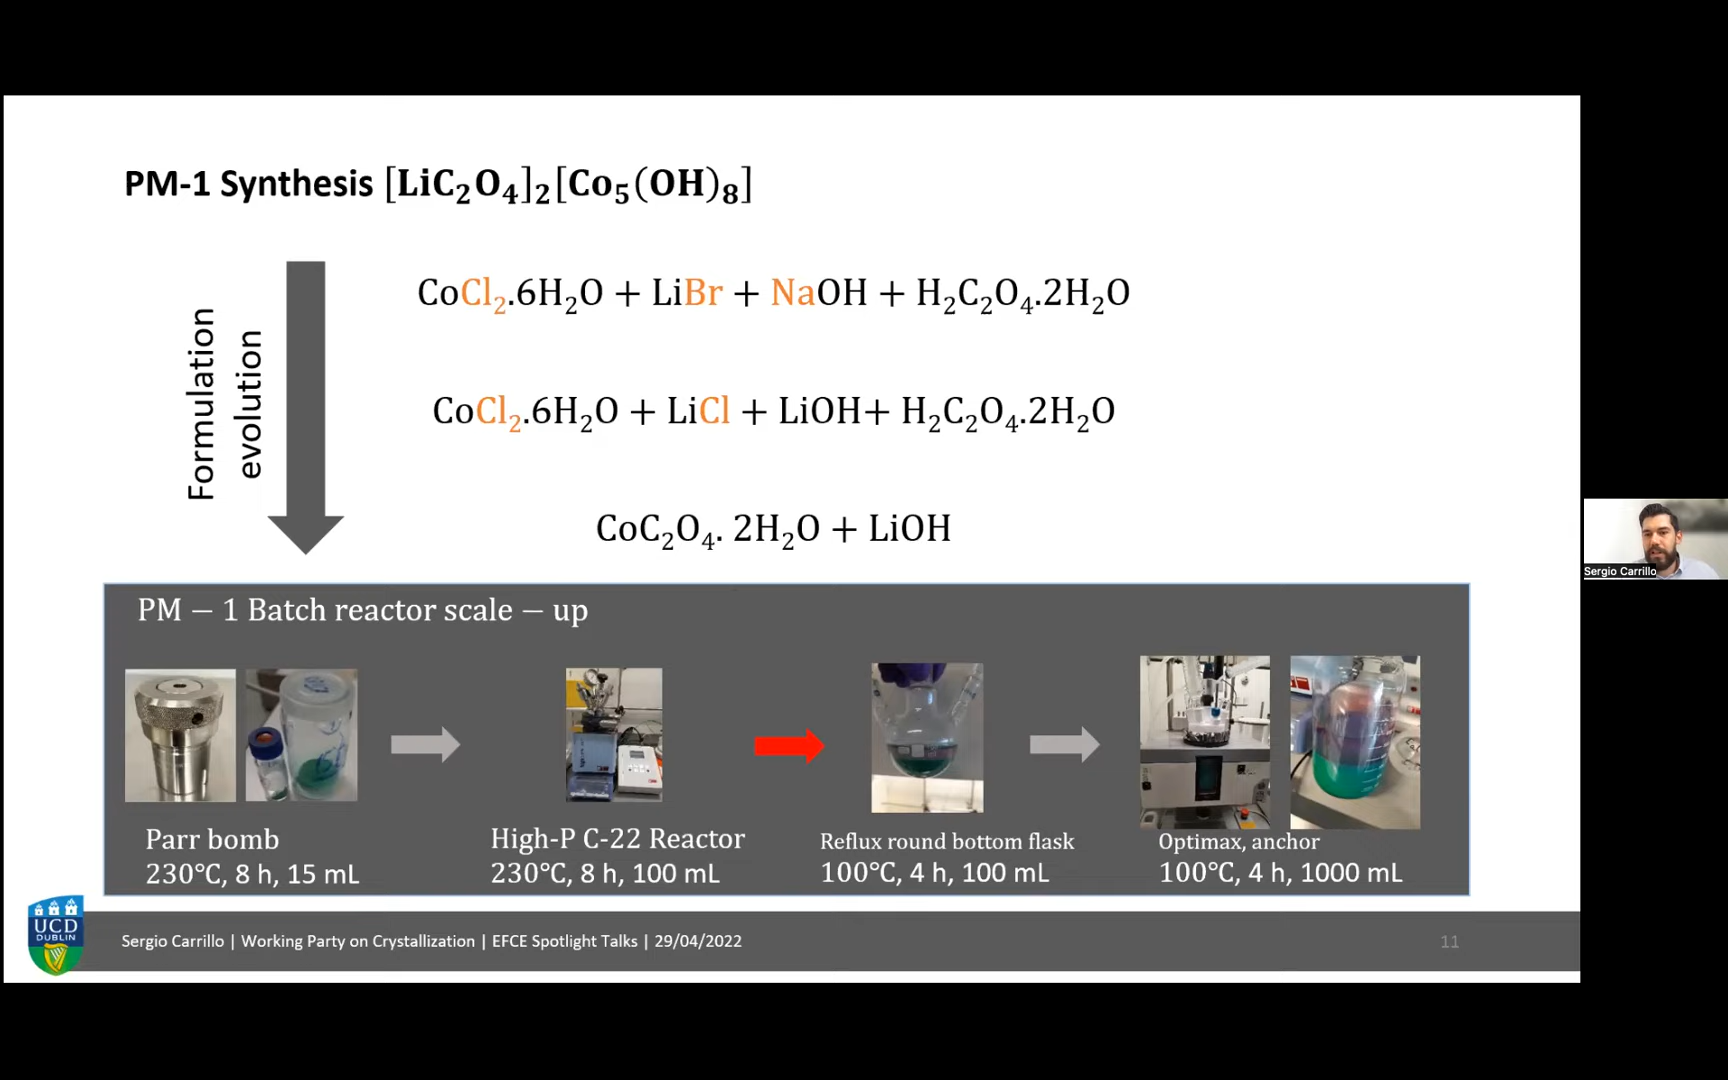 PM-1 Synthesis [LiC₂O₄]₂[Co₅(OH)₈]
Formulation
evolution
CoCl₂.6H₂O + LiBr + NaOH + H₂C₂O₄.2H₂O
CoCl₂.6H₂O + LiCl + LiOH+ H₂C₂O₄.2H₂O
CoC₂O₄. 2H₂O + LiOH
PM − 1 Batch reactor scale − up
Parr bomb
230°C, 8 h, 15 mL
High-P C-22 Reactor
230°C, 8 h, 100 mL
Reflux round bottom flask
100°C, 4 h, 100 mL
Optimax, anchor
100°C, 4 h, 1000 mL
Sergio Carrillo
UCD
DUBLIN
Sergio Carrillo | Working Party on Crystallization | EFCE Spotlight Talks | 29/04/2022
11